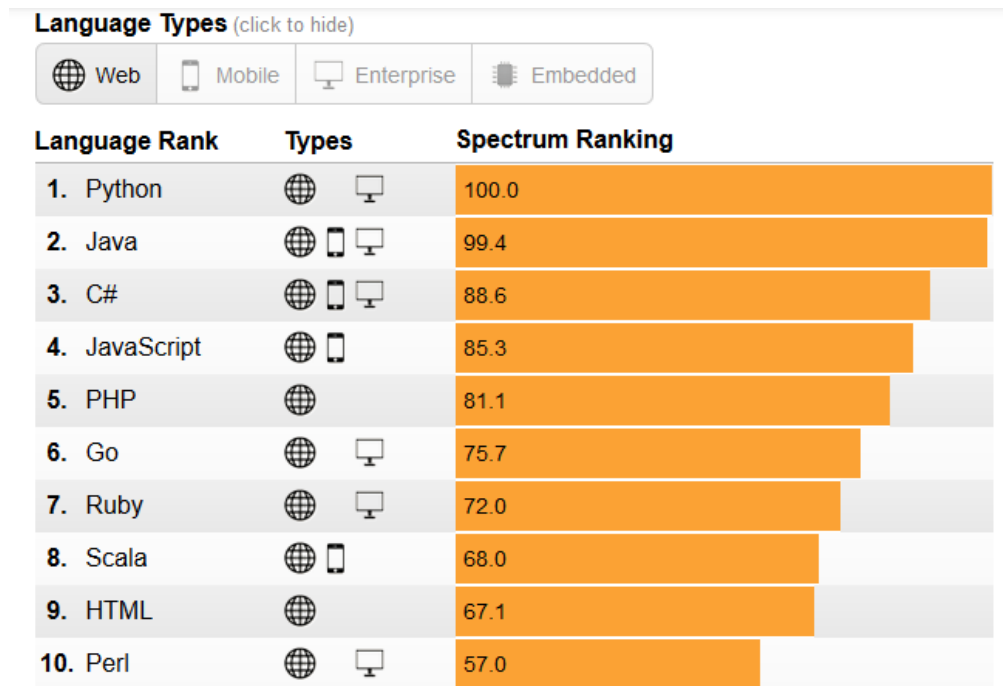 Language Types (click to hide)
Web Mobile Enterprise Embedded
Language Rank Types Spectrum Ranking
1. Python 100.0
2. Java 99.4
3. C# 88.6
4. JavaScript 85.3
5. PHP 81.1
6. Go 75.7
7. Ruby 72.0
8. Scala 68.0
9. HTML 67.1
10. Perl 57.0